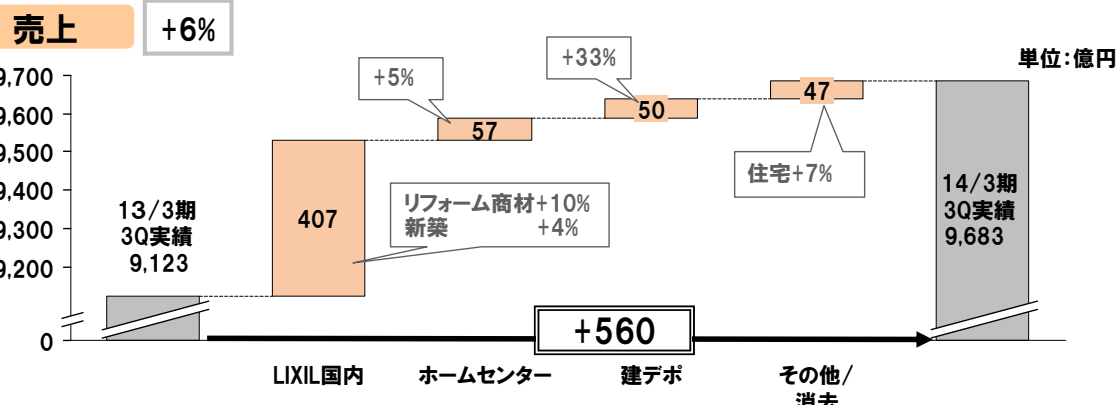 売上
+6%
単位：億円
9,700
9,600
9,500
9,400
9,300
9,200
0
13/3期
3Q実績
9,123
407
リフォーム商材+10%
新築 +4%
+5%
57
+33%
50
47
住宅+7%
14/3期
3Q実績
9,683
+560
LIXIL国内
ホームセンター
建デポ
その他/
消去